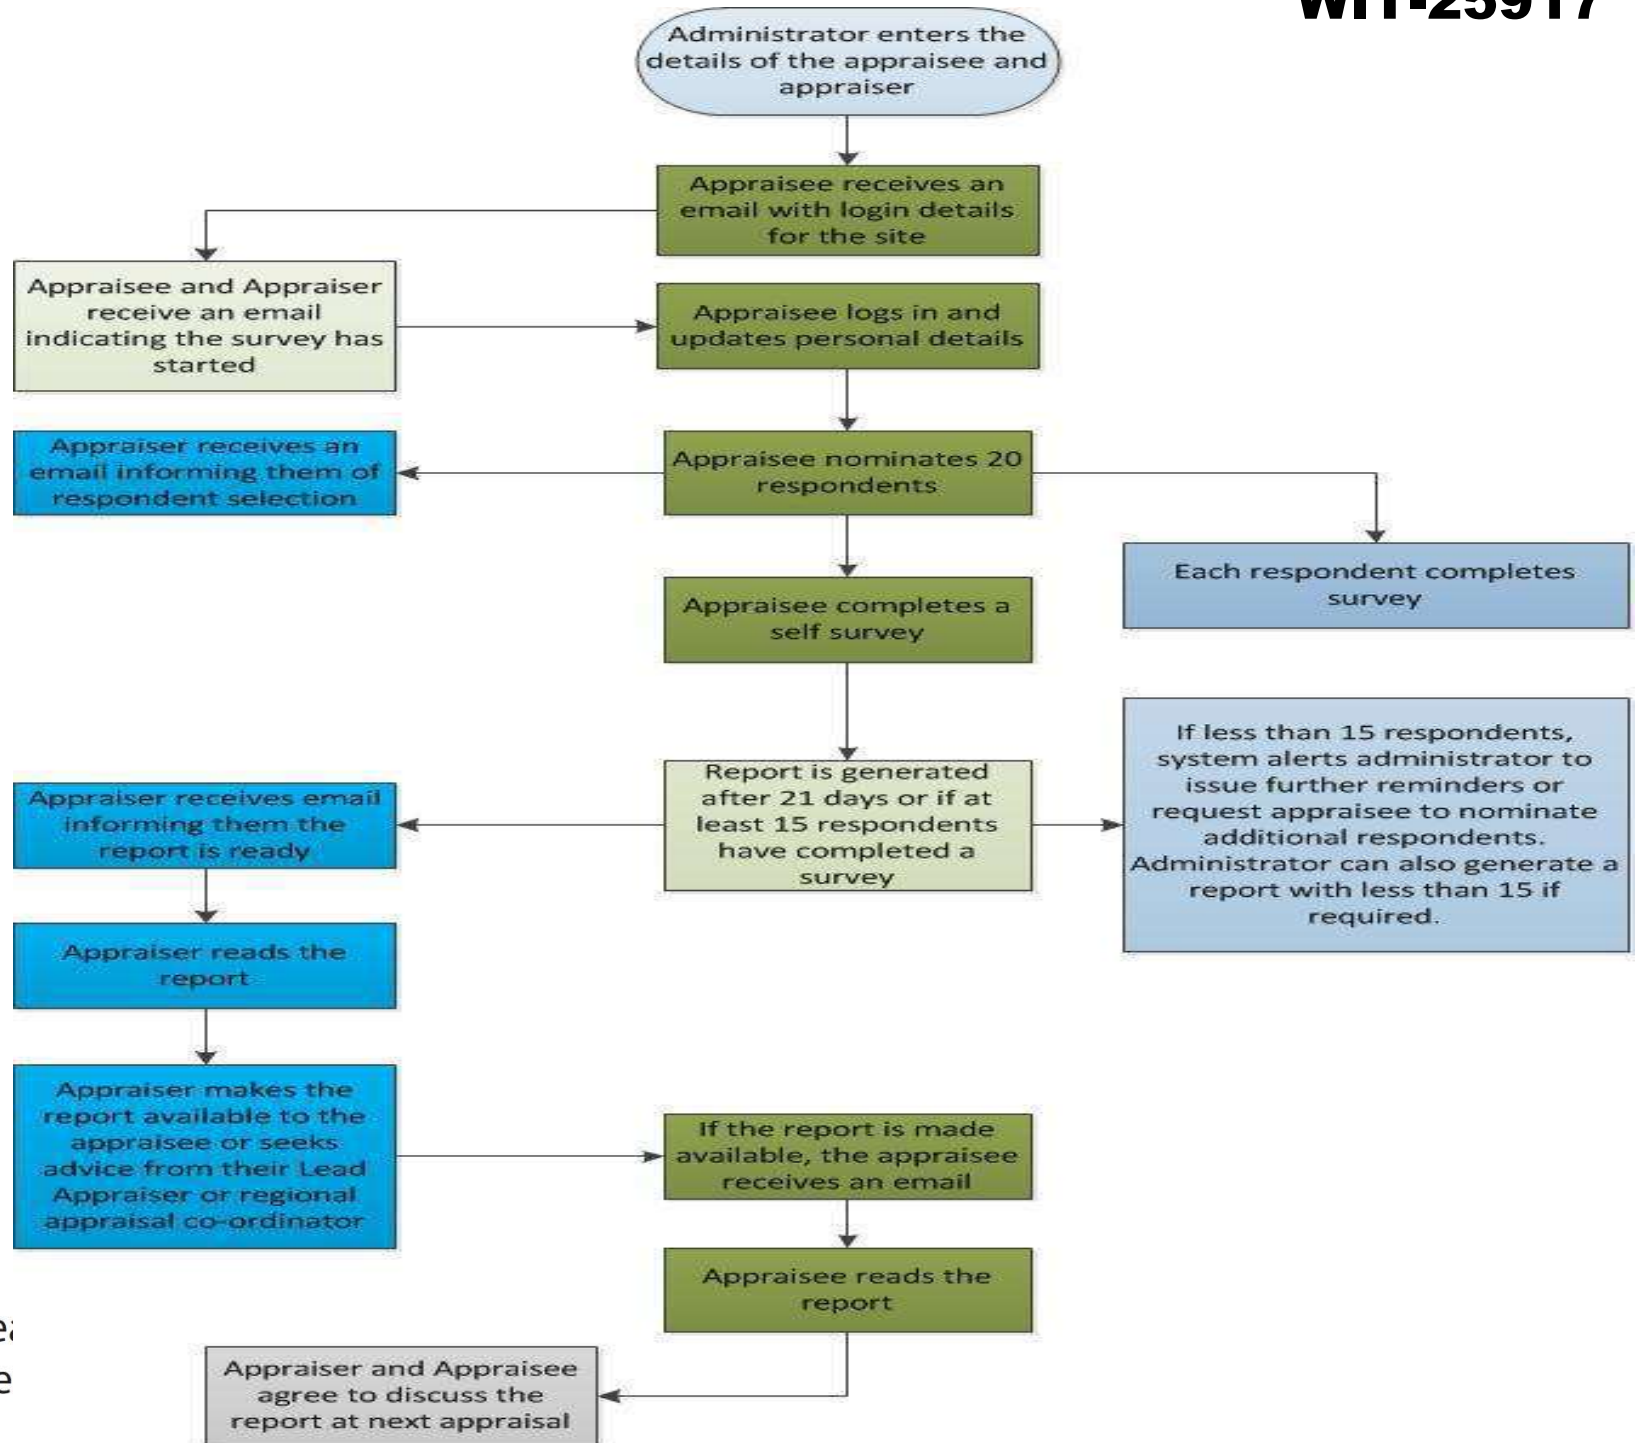 WIT-25917
Administrator enters the
details of the appraisee and
appraiser
Appraisee receives an
email with login details
for the site
Appraisee and Appraiser
receive an email
indicating the survey has
started
Appraisee logs in and
updates personal details
Appraiser receives an
email informing them of
respondent selection
Appraisee nominates 20
respondents
Each respondent completes
survey
Appraisee completes a
self survey
If less than 15 respondents,
system alerts administrator to
issue further reminders or
request appraisee to nominate
additional respondents.
Administrator can also generate a
report with less than 15 if
required.
Report is generated
after 21 days or if at
least 15 respondents
have completed a
survey
Appraiser receives email
informing them the
report is ready
Appraiser reads the
report
Appraiser makes the
report available to the
appraisee or seeks
advice from their Lead
Appraiser or regional
appraisal co-ordinator
If the report is made
available, the appraisee
receives an email
Appraisee reads the
report
Appraiser and Appraisee
agree to discuss the
report at next appraisal